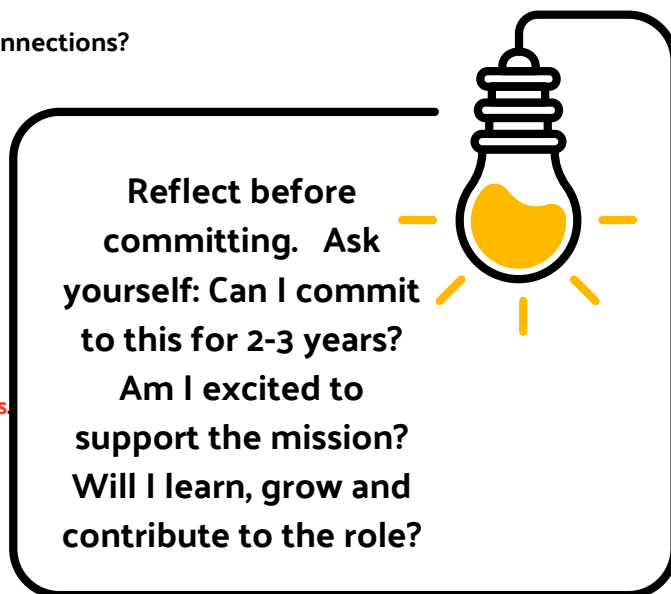 nnections?
Reflect before
committing. Ask
yourself: Can I commit
to this for 2-3 years?
Am I excited to
s.
support the mission?
Will I learn, grow and
contribute to the role?